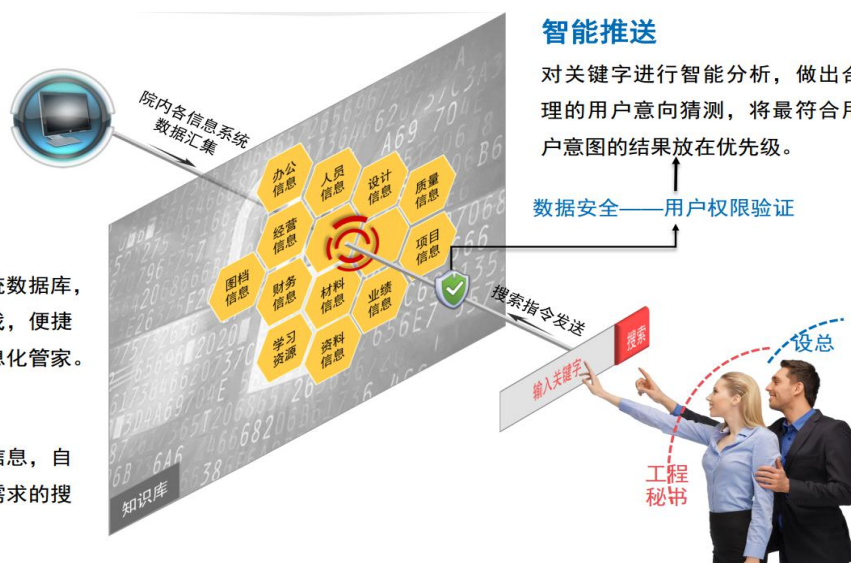 智能推送
对关键字进行智能分析，做出合
理的用户意向猜测，将最符合用
户意图的结果放在优先级。
数据安全——用户权限验证
院内各信息系统
数据汇集
办公
信息
人员
信息
设计
信息
质量
信息
经营
信息
项目
信息
图档
信息
财务
信息
材料
信息
业绩
信息
学习
资源
资料
信息
知识库
搜索指令发送
输入关键字
搜索
设总
工程
秘书
统数据库，
，便捷
息化管家。
信息，自
需求的搜